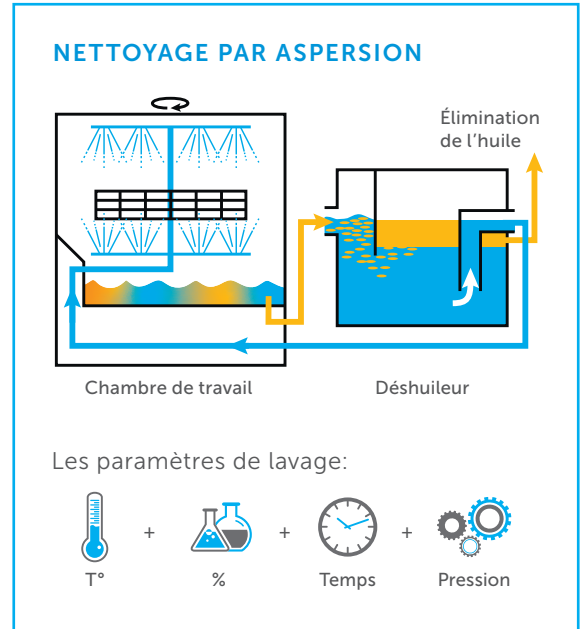 NETTOYAGE PAR ASPERSION
Élimination
de l’huile
Chambre de travail
Déshuileur
Les paramètres de lavage:
+
+
+
T°
%
Temps
Pression